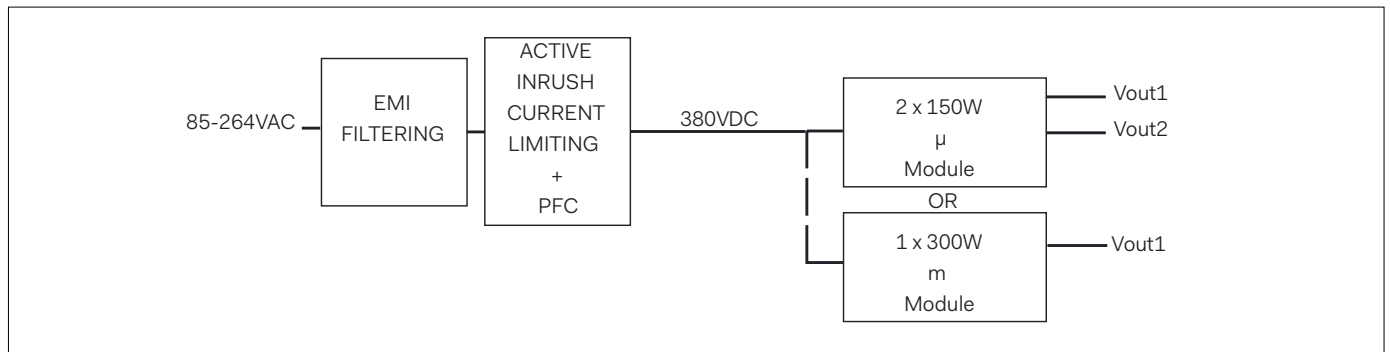 85-264VAC
EMI
FILTERING
ACTIVE
INRUSH
CURRENT
LIMITING
+
PFC
380VDC
2 x 150W
µ
Module
Vout1
Vout2
OR
1 x 300W
m
Module
Vout1